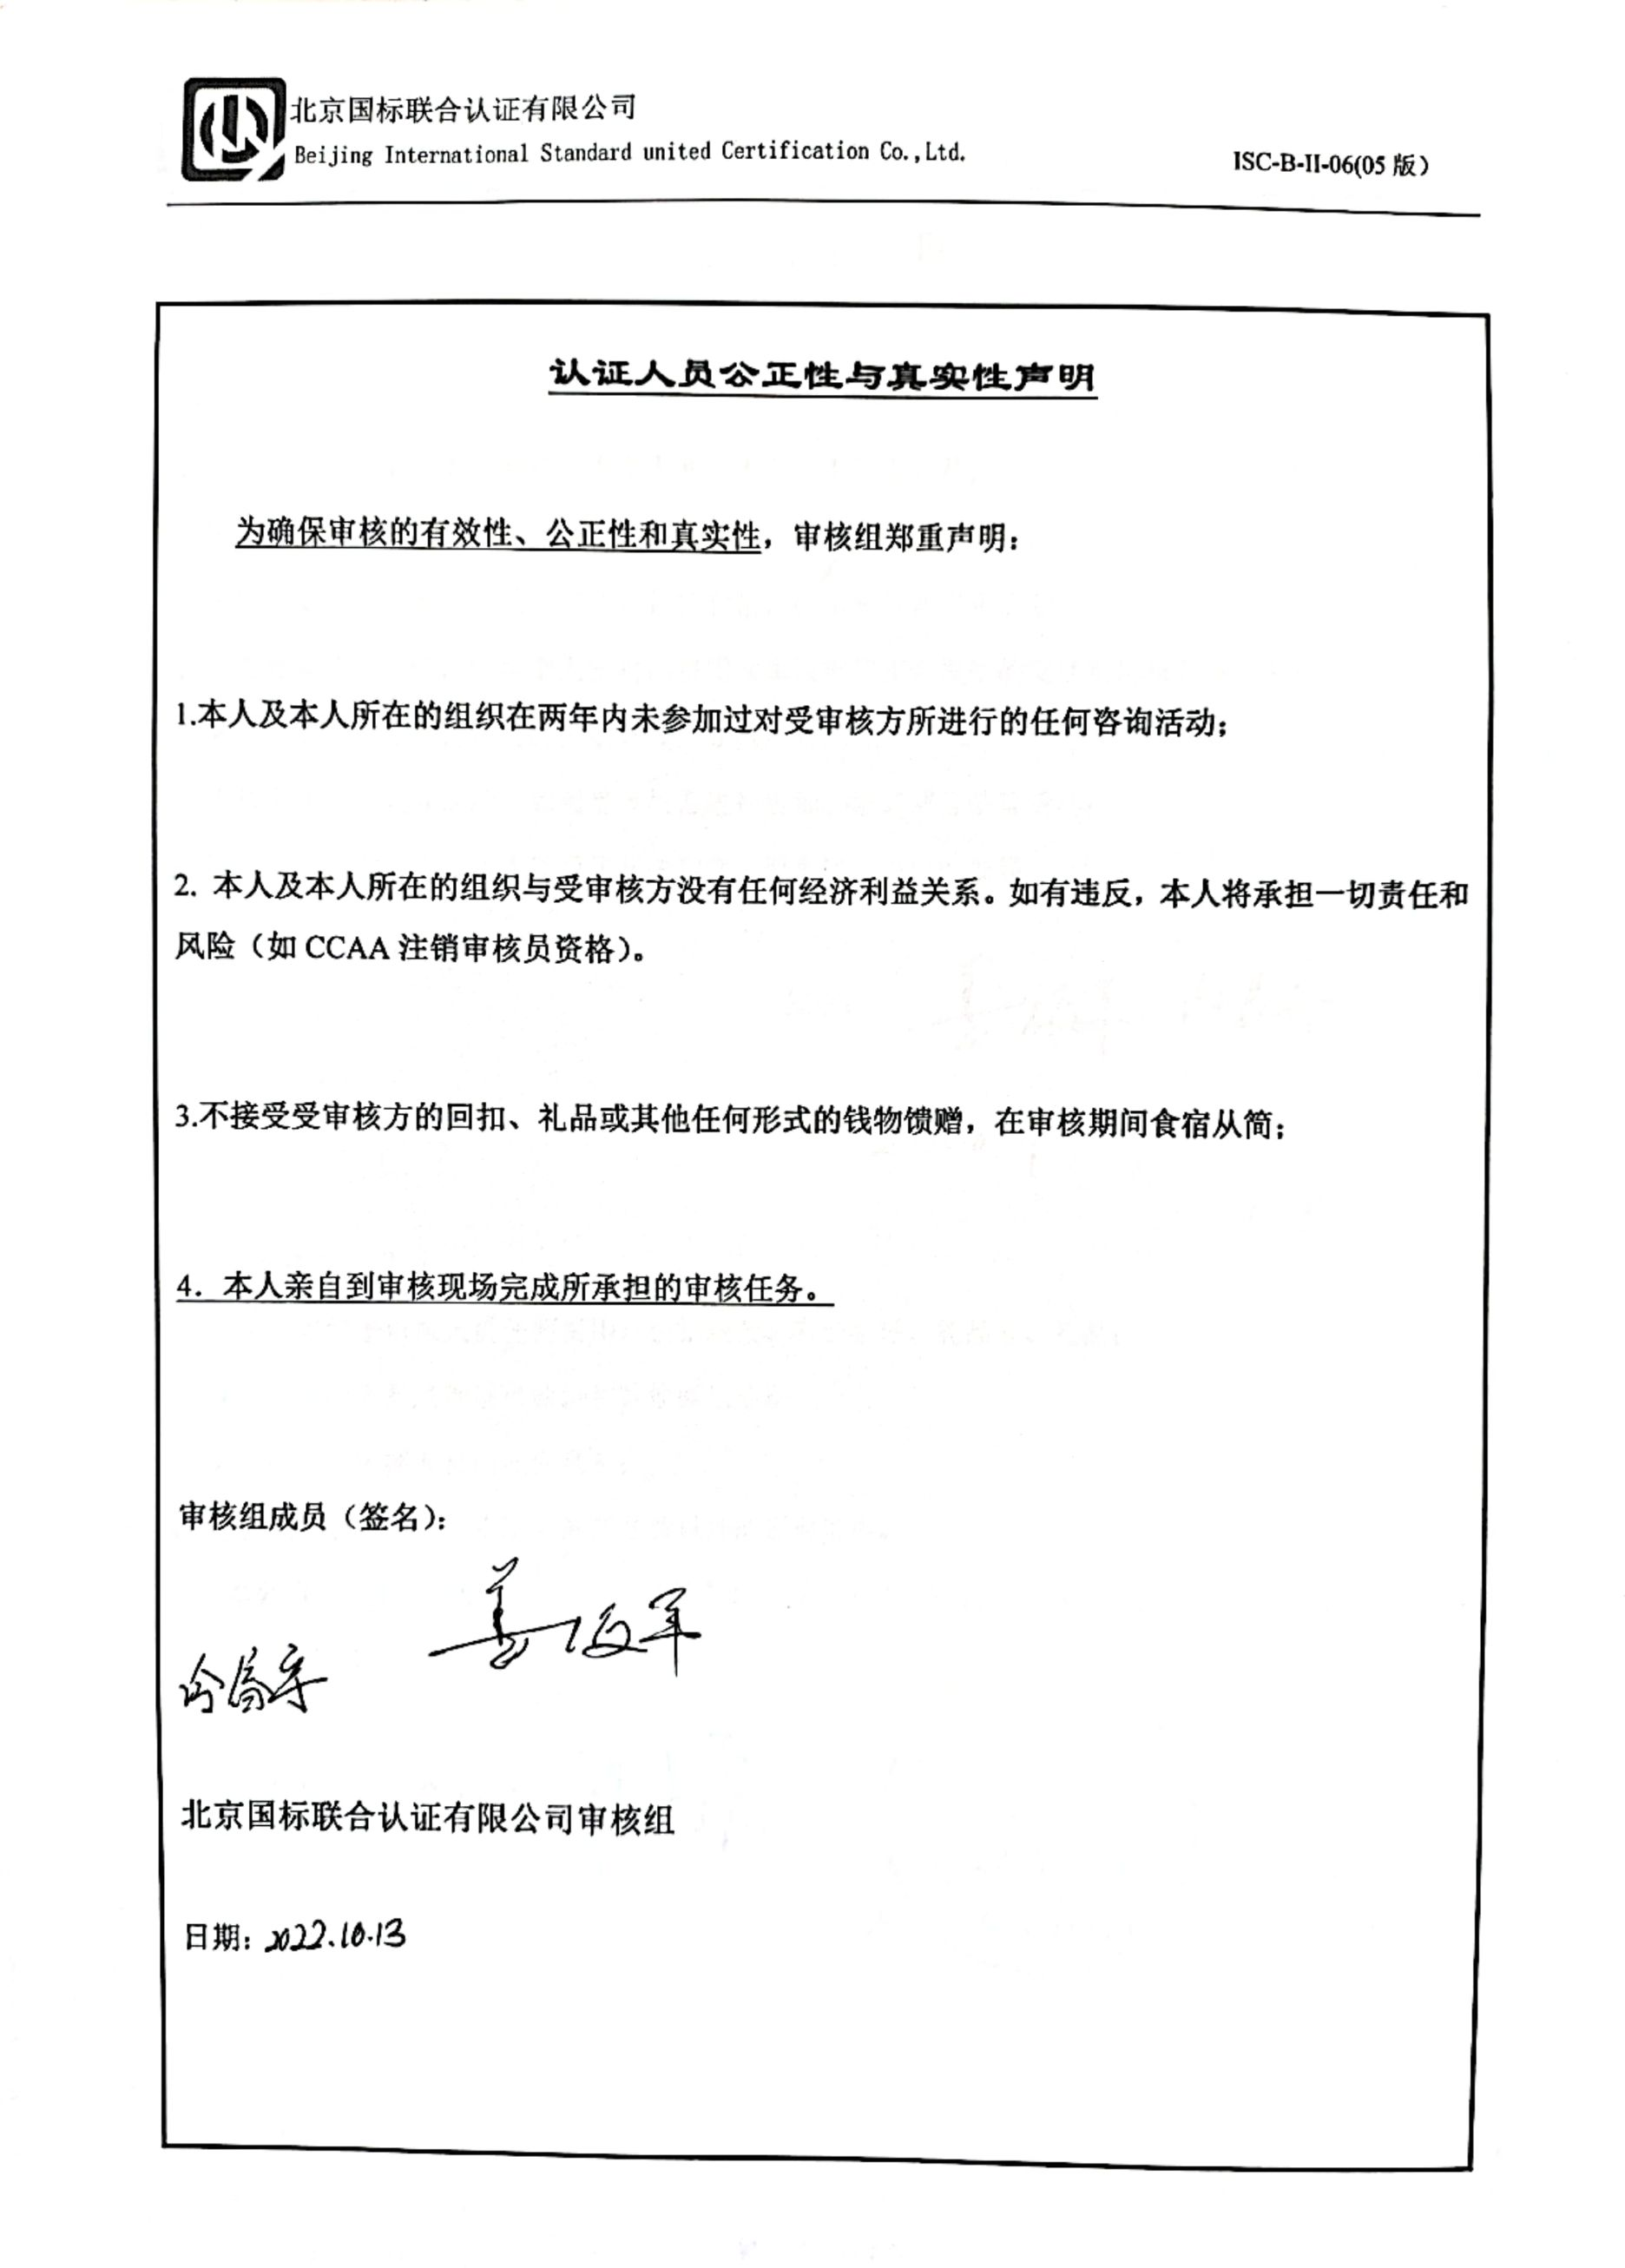 北京国标联合认证有限公司
Beijing International Standard united Certification Co.,Ltd.
ISC-B-II-06(05 版）
认证人员公正性与真实性声明
为确保审核的有效性、公正性和真实性，审核组郑重声明：
1.本人及本人所在的组织在两年内未参加过对受审核方所进行的任何咨询活动；
2. 本人及本人所在的组织与受审核方没有任何经济利益关系。如有违反，本人将承担一切责任和
风险（如 CCAA 注销审核员资格）。
3.不接受受审核方的回扣、礼品或其他任何形式的钱物馈赠，在审核期间食宿从简；
4. 本人亲自到审核现场完成所承担的审核任务。
审核组成员（签名）：
北京国标联合认证有限公司审核组
日期：2022.10.13